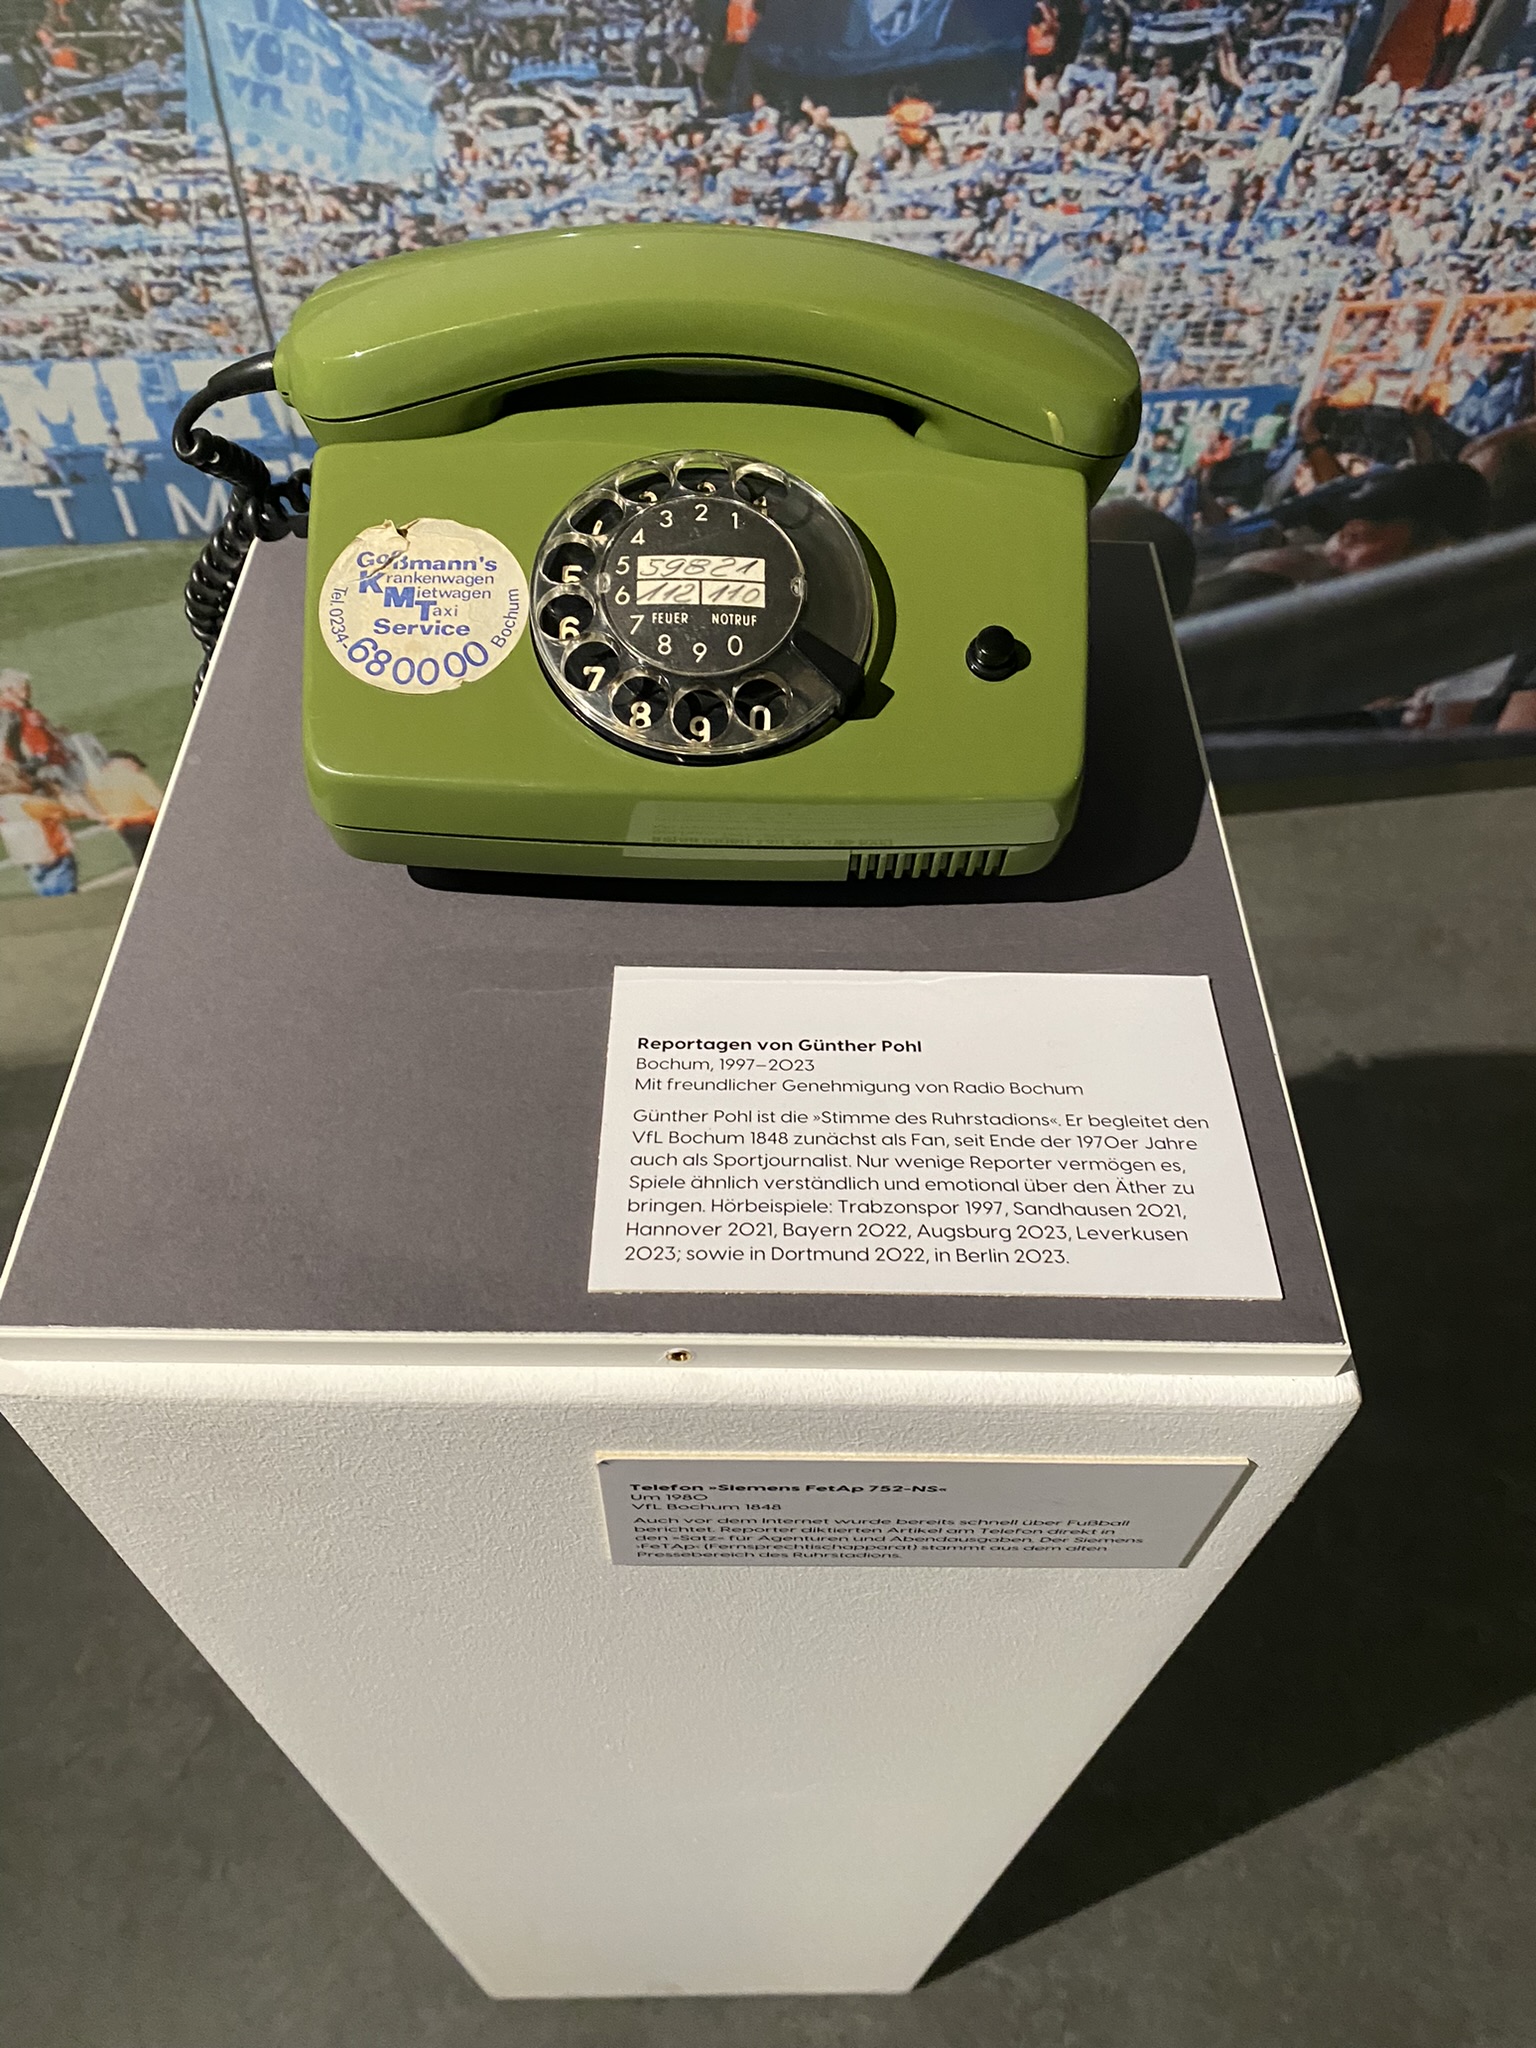 VfL Bo
TIM
Goßmann's
Krankenwagen
Mietwagen
Taxi
Service
Tel. 0234-680000 Bochum
3 2 1
4
5 59821
6 112 110
7 FEUER NOTRUF
8 9 0
5
6
7
8
9
0
Reportagen von Günther Pohl
Bochum, 1997–2023
Mit freundlicher Genehmigung von Radio Bochum
Günther Pohl ist die »Stimme des Ruhrstadions«. Er begleitet den
VfL Bochum 1848 zunächst als Fan, seit Ende der 1970er Jahre
auch als Sportjournalist. Nur wenige Reporter vermögen es,
Spiele ähnlich verständlich und emotional über den Äther zu
bringen. Hörbeispiele: Trabzonspor 1997, Sandhausen 2021,
Hannover 2021, Bayern 2022, Augsburg 2023, Leverkusen
2023; sowie in Dortmund 2022, in Berlin 2023.
Telefon »Siemens FetAp 752-NS«
Um 1980
VfL Bochum 1848
Auch vor dem Internet wurde bereits schnell über Fußball
berichtet. Reporter diktierten Artikel am Telefon direkt in
den »Satz« für Agenturen und Abendausgaben. Der Siemens
»FeTAp« (Fernsprechtischapparat) stammt aus dem alten
Pressebereich des Ruhrstadions.